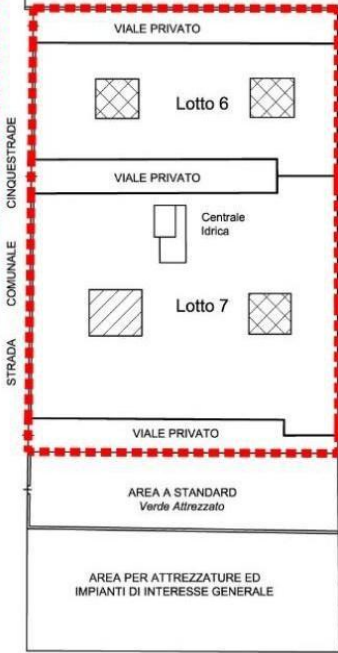 VIALE PRIVATO
Lotto 6
VIALE PRIVATO
Centrale
Idrica
Lotto 7
VIALE PRIVATO
STRADA COMUNALE CINQUESTRADE
AREA A STANDARD
Verde Attrezzato
AREA PER ATTREZZATURE ED
IMPIANTI DI INTERESSE GENERALE